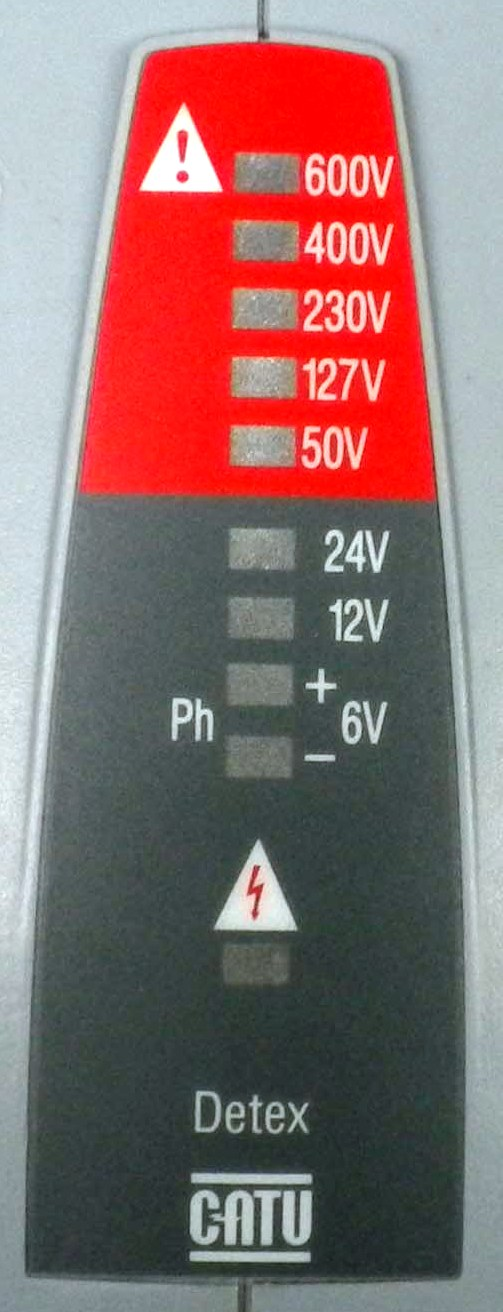 !
600V
400V
230V
127V
50V
24V
12V
+
Ph 6V
–
Detex
CATU